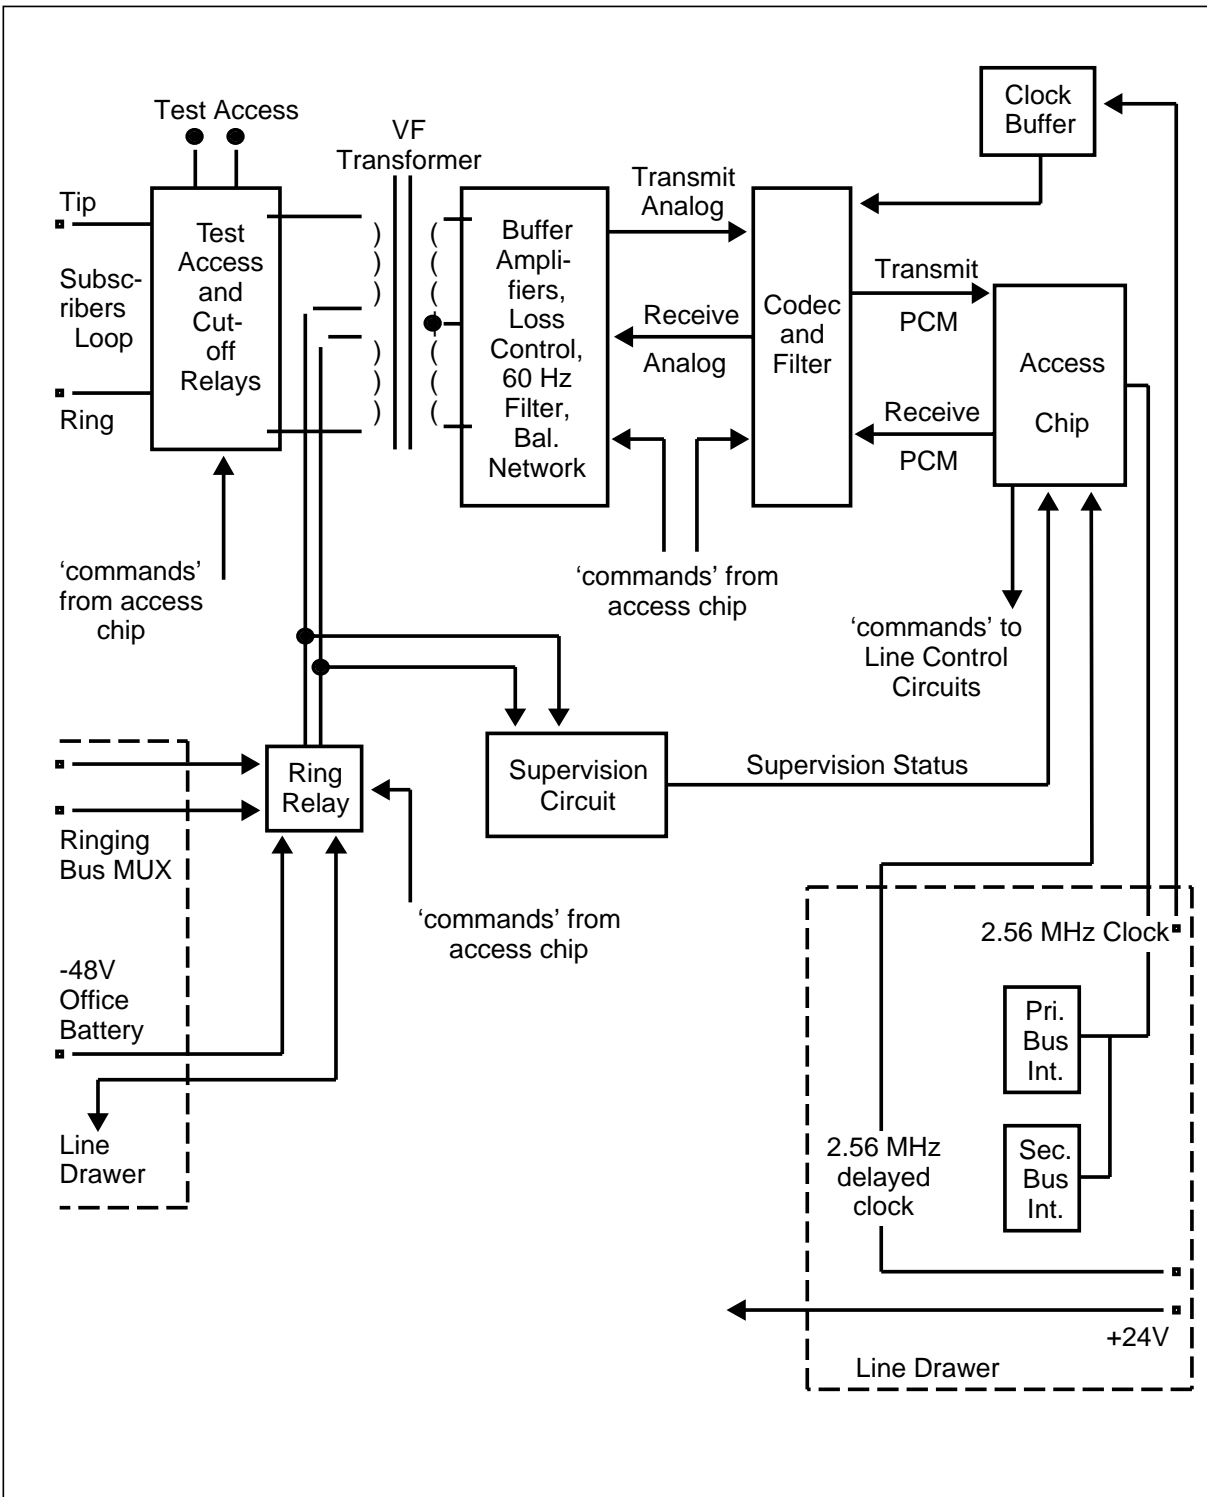 Test Access
VF
Transformer
Clock
Buffer
Tip
Subsc-
ribers
Loop
Ring
Test
Access
and
Cut-
off
Relays
Buffer
Ampli-
fiers,
Loss
Control,
60 Hz
Filter,
Bal.
Network
Transmit
Analog
Receive
Analog
Codec
and
Filter
Transmit
PCM
Receive
PCM
Access
Chip
‘commands’
from access
chip
‘commands’ from
access chip
‘commands’ to
Line Control
Circuits
Ring
Relay
Supervision
Circuit
Supervision Status
Ringing
Bus MUX
‘commands’ from
access chip
-48V
Office
Battery
Line
Drawer
2.56 MHz Clock
Pri.
Bus
Int.
Sec.
Bus
Int.
2.56 MHz
delayed
clock
+24V
Line Drawer